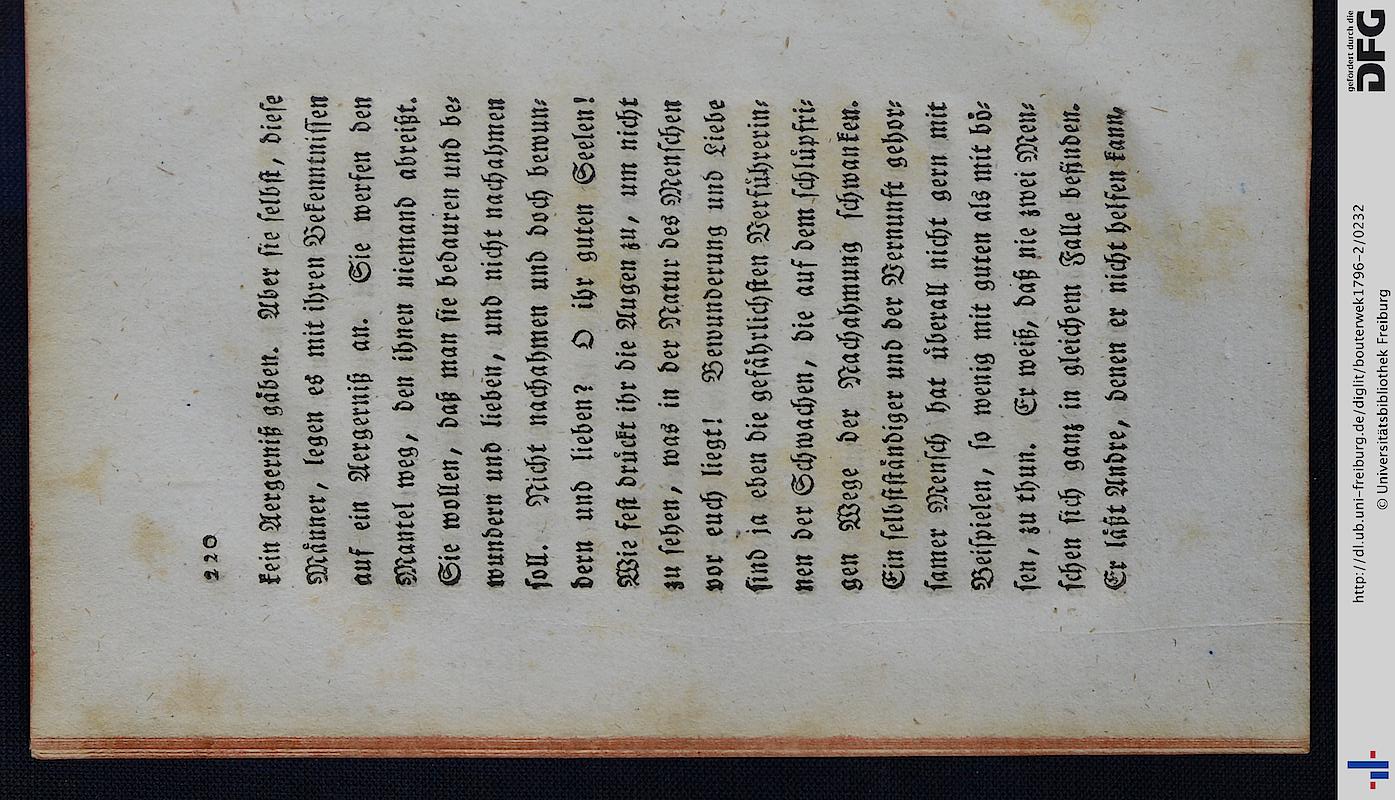 220
kein Aergerniß gäben. Aber sie selbst, diese
Männer, legen es mit ihren Bekenntnissen
auf ein Aergerniß an. Sie werfen den
Mantel weg, den ihnen niemand abreißt.
Sie wollen, daß man sie bedauren und be-
wundern und lieben, und nicht nachahmen
soll. Nicht nachahmen und doch bewun-
dern und lieben? O ihr guten Seelen!
Wie fest drückt ihr die Augen zu, um nicht
zu sehen, was in der Natur des Menschen
vor euch liegt! Bewunderung und Liebe
sind ja eben die gefährlichsten Verführerin-
nen der Schwachen, die auf dem schlüpfri-
gen Wege der Nachahmung schwanken.
Ein selbstständiger und der Vernunft gehor-
samer Mensch hat überall nicht gern mit
Beispielen, so wenig mit guten als mit bö-
sen, zu thun. Er weiß, daß nie zwei Men-
schen sich ganz in gleichem Falle befinden.
Er läßt Andre, denen er nicht helfen kann,
http://dl.ub.uni-freiburg.de/diglit/bouterwek1796-2/0232
© Universitätsbibliothek Freiburg
gefördert durch die
DFG